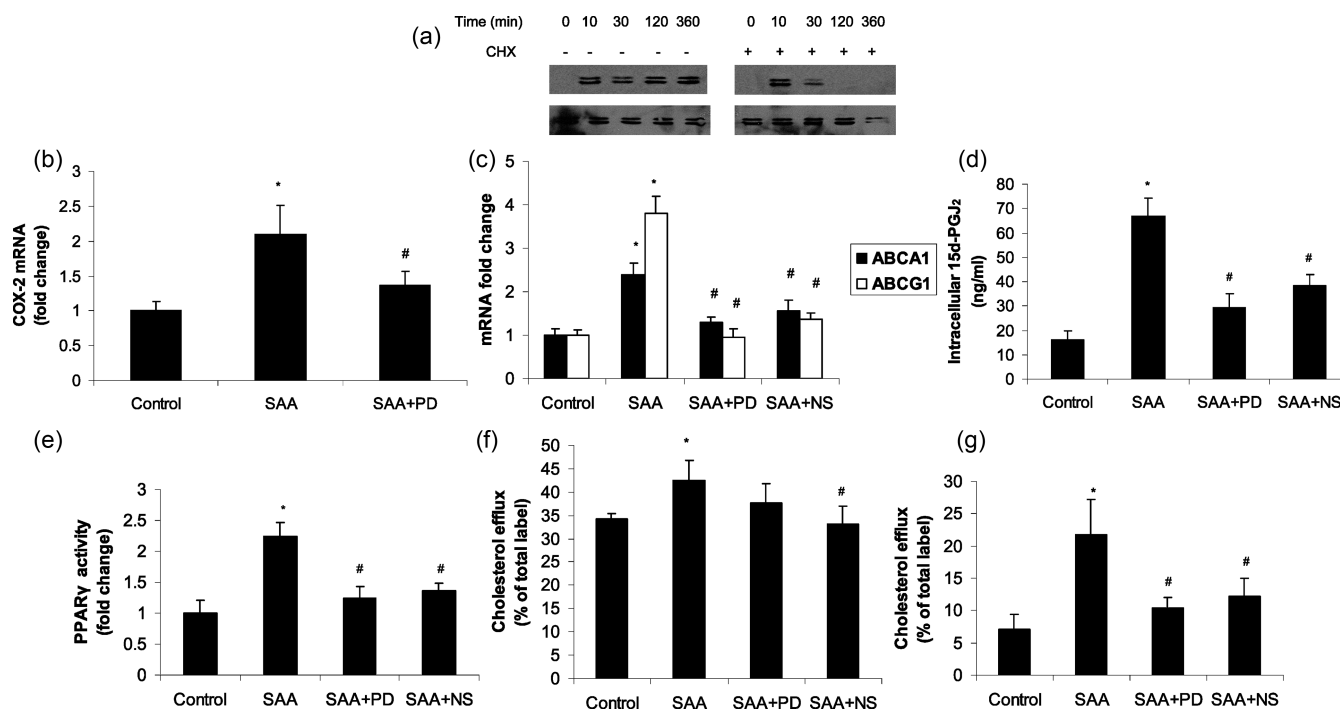 Time (min) 0 10 30 120 360 0 10 30 120 360
(a)
CHX - - - - - + + + + +
(b)
COX-2 mRNA
(fold change)
3
2.5
2
1.5
1
0.5
0
*
#
Control SAA SAA+PD
(c)
mRNA fold change
5
4
3
2
1
0
*
*
# #
# #
Control SAA SAA+PD SAA+NS
ABCA1
ABCG1
(d)
Intracellular 15d-PGJ₂
(ng/ml)
80
70
60
50
40
30
20
10
0
*
#
#
Control SAA SAA+PD SAA+NS
(e)
PPARγ activity
(fold change)
3
2.5
2
1.5
1
0.5
0
*
#
#
Control SAA SAA+PD SAA+NS
(f)
Cholesterol efflux
(% of total label)
50
45
40
35
30
25
20
15
10
5
0
*
#
Control SAA SAA+PD SAA+NS
(g)
Cholesterol efflux
(% of total label)
30
25
20
15
10
5
0
*
#
#
Control SAA SAA+PD SAA+NS